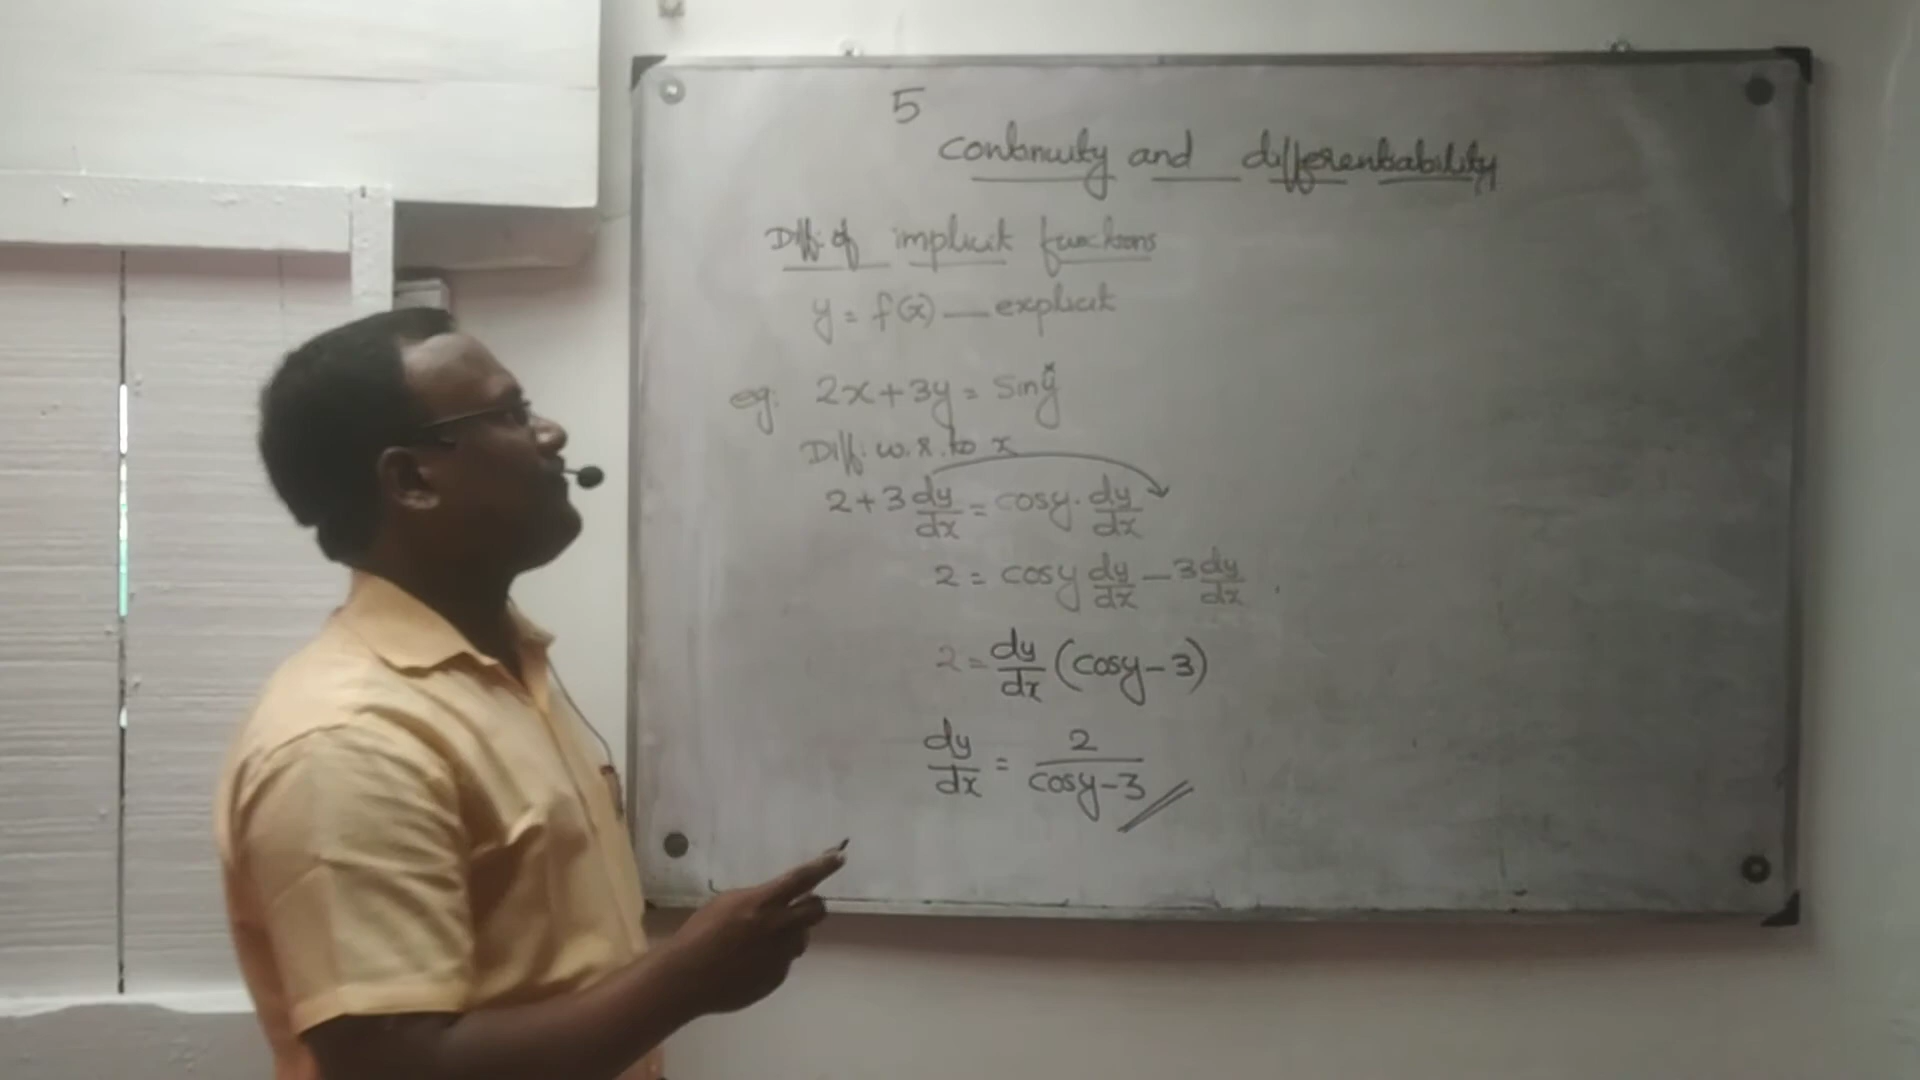 5
Continuity and differentiability
Diff. of implicit functions
y = f(x) — explicit
eg: 2x + 3y = Siny
Diff. w.r.to x
2 + 3 dy/dx = cosy. dy/dx
2 = cosy dy/dx - 3 dy/dx
2 = dy/dx (cosy - 3)
dy/dx = 2/(cosy - 3)